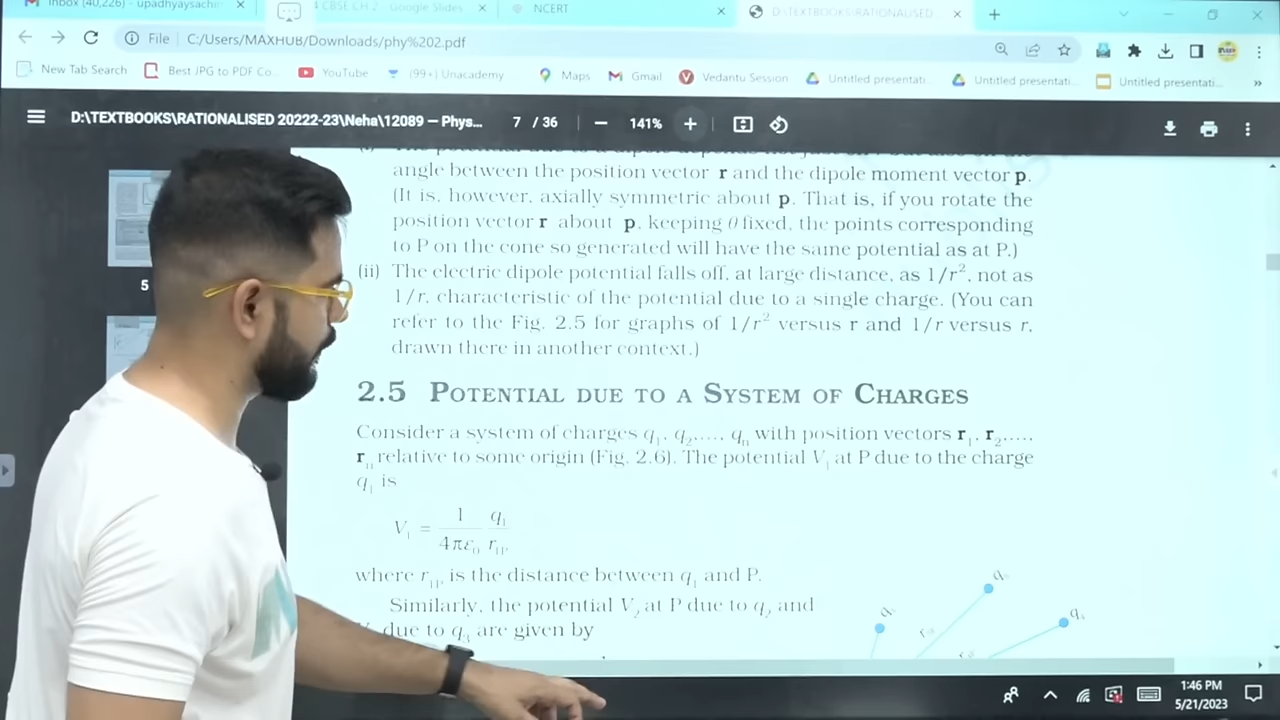 Inbox (40,226) - upadhyaysachin
CBSE CH 2 - Google Slides
NCERT
D:\TEXTBOOKS\RATIONALISED
File C:/Users/MAXHUB/Downloads/phy%202.pdf
New Tab Search Best JPG to PDF Co... YouTube (99+) Unacademy Maps Gmail Vedantu Session Untitled presentati... Untitled presentati... Untitled presentati... »
D:\TEXTBOOKS\RATIONALISED 20222-23\Neha\12089 — Phys... 7 / 36 141%
angle between the position vector r and the dipole moment vector p.
(It is, however, axially symmetric about p. That is, if you rotate the
position vector r about p, keeping θ fixed, the points corresponding
to P on the cone so generated will have the same potential as at P.)
(ii) The electric dipole potential falls off, at large distance, as 1/r², not as
1/r, characteristic of the potential due to a single charge. (You can
refer to the Fig. 2.5 for graphs of 1/r² versus r and 1/r versus r,
drawn there in another context.)
5
2.5 POTENTIAL DUE TO A SYSTEM OF CHARGES
Consider a system of charges q₁, q₂,..., qₙ with position vectors r₁, r₂,...,
rₙ relative to some origin (Fig. 2.6). The potential V₁ at P due to the charge
q₁ is
V₁ = 1/4πε₀ q₁/r₁P
where r₁P is the distance between q₁ and P.
Similarly, the potential V₂ at P due to q₂ and
due to q₃ are given by
1:46 PM
5/21/2023